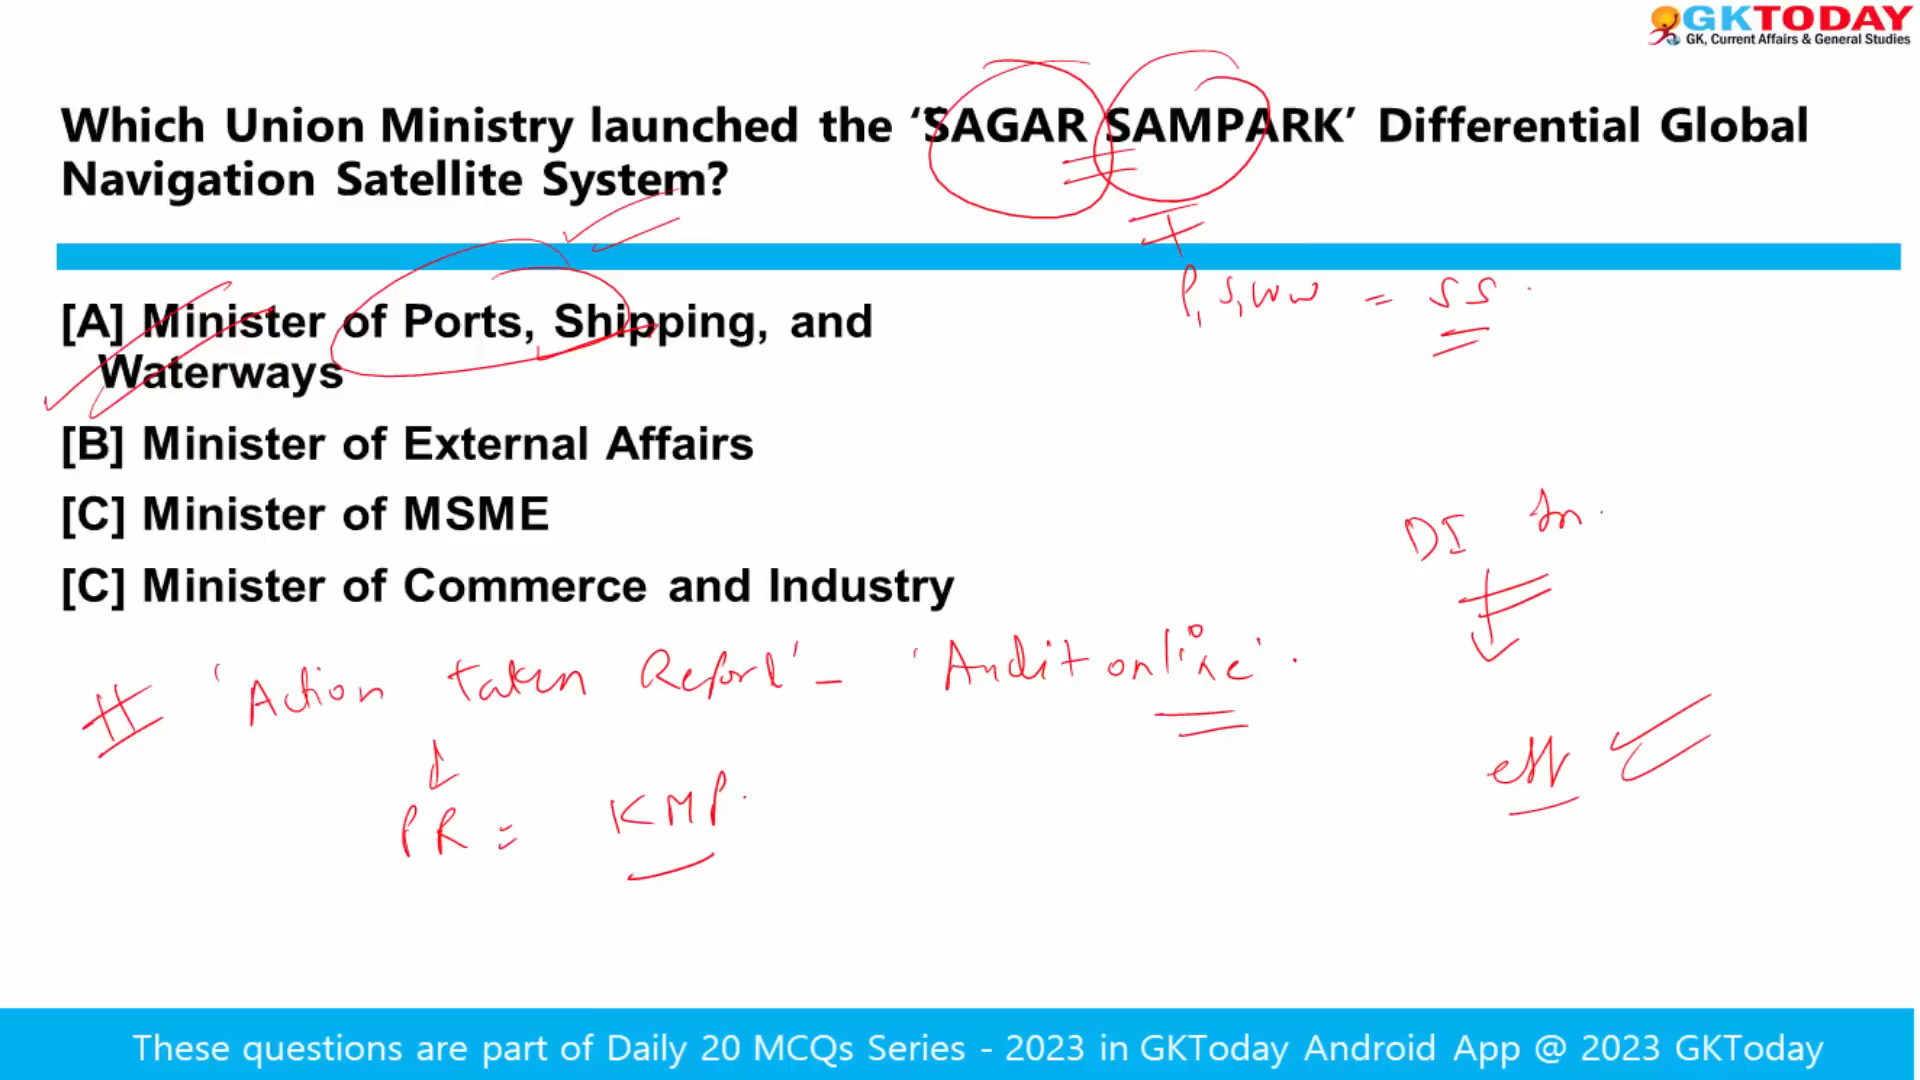 GKTODAY
GK, Current Affairs & General Studies
Which Union Ministry launched the ‘SAGAR SAMPARK’ Differential Global
Navigation Satellite System?
[A] Minister of Ports, Shipping, and
Waterways
P, S, WW = SS.
[B] Minister of External Affairs
[C] Minister of MSME
DI In.
[C] Minister of Commerce and Industry
'Action taken Report' – 'Audit online'.
eff
PR = KMP.
These questions are part of Daily 20 MCQs Series - 2023 in GKToday Android App @ 2023 GKToday